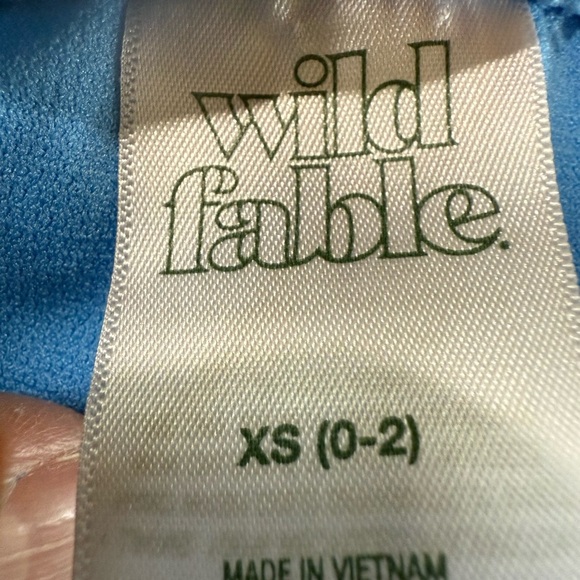 wild
fable.
XS (0-2)
MADE IN VIETNAM